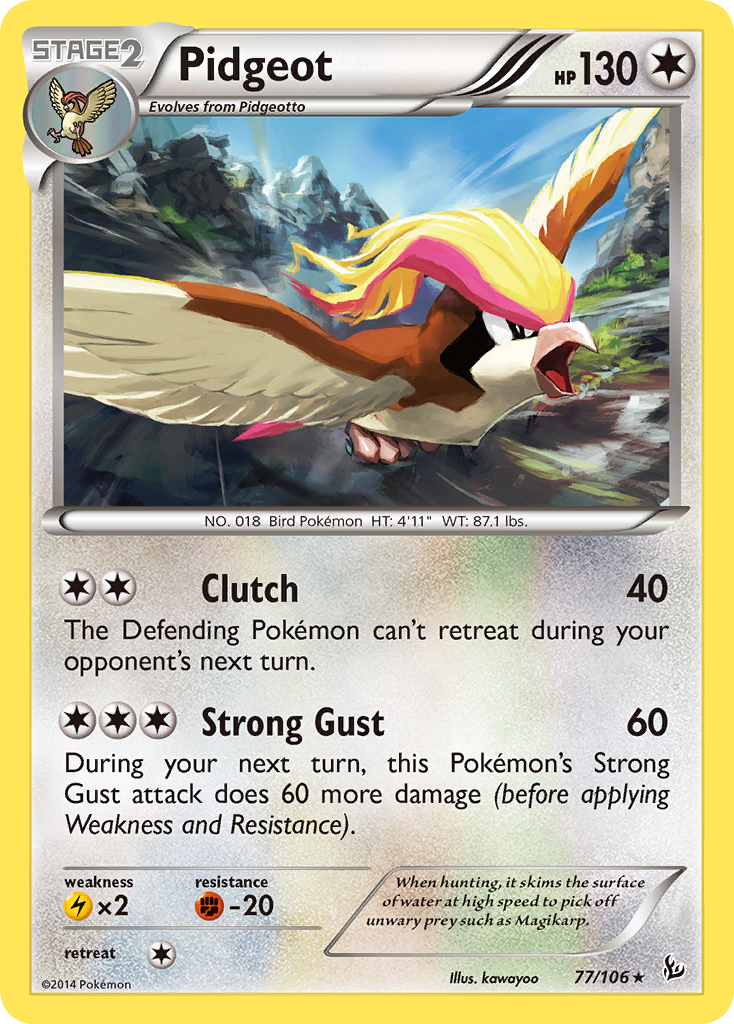 STAGE2
Pidgeot
HP130
Evolves from Pidgeotto
NO. 018 Bird Pokémon HT: 4'11" WT: 87.1 lbs.
Clutch 40
The Defending Pokémon can't retreat during your
opponent's next turn.
Strong Gust 60
During your next turn, this Pokémon's Strong
Gust attack does 60 more damage (before applying
Weakness and Resistance).
weakness resistance
×2 -20
retreat
When hunting, it skims the surface
of water at high speed to pick off
unwary prey such as Magikarp.
©2014 Pokémon
Illus. kawayoo 77/106★